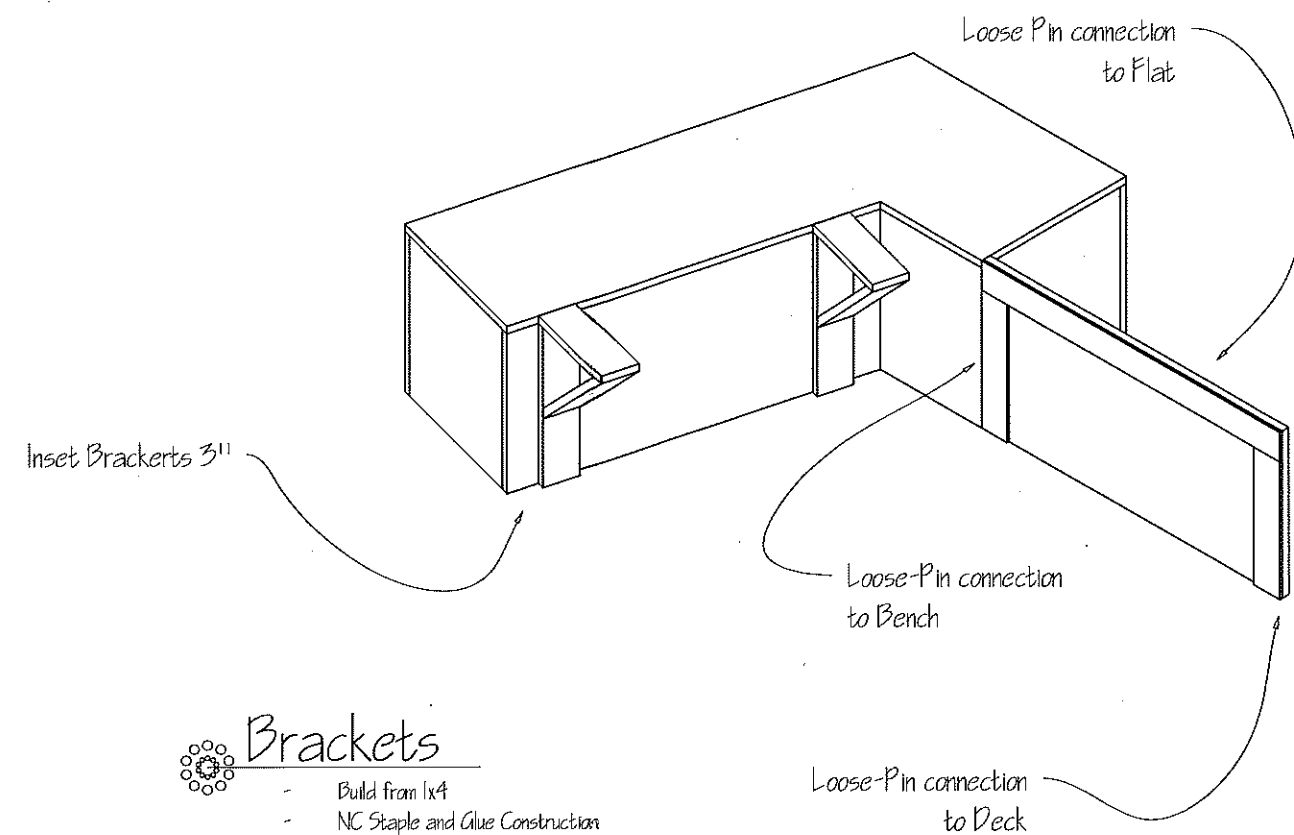 Loose Pin connection
to Flat
Inset Brackerts 3"
Loose-Pin connection
to Bench
Brackets
- Build from 1x4
- NC Staple and Glue Construction
Loose-Pin connection
to Deck